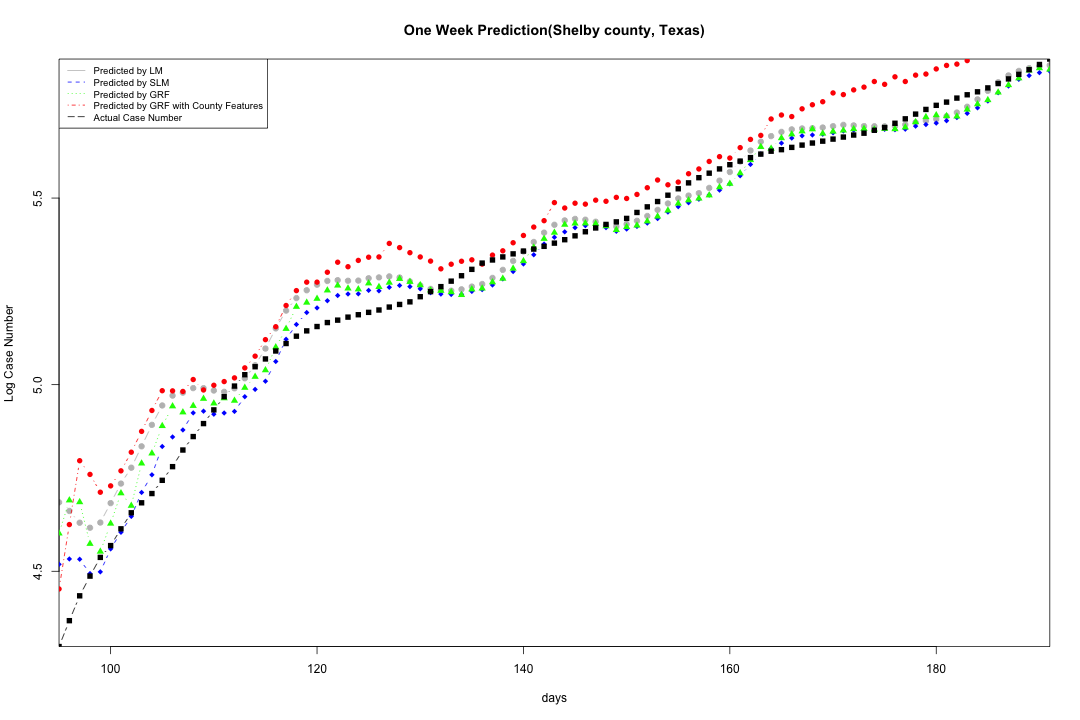 One Week Prediction(Shelby county, Texas)
Predicted by LM
Predicted by SLM
Predicted by GRF
Predicted by GRF with County Features
Actual Case Number
Log Case Number
5.5
5.0
4.5
100 120 140 160 180
days